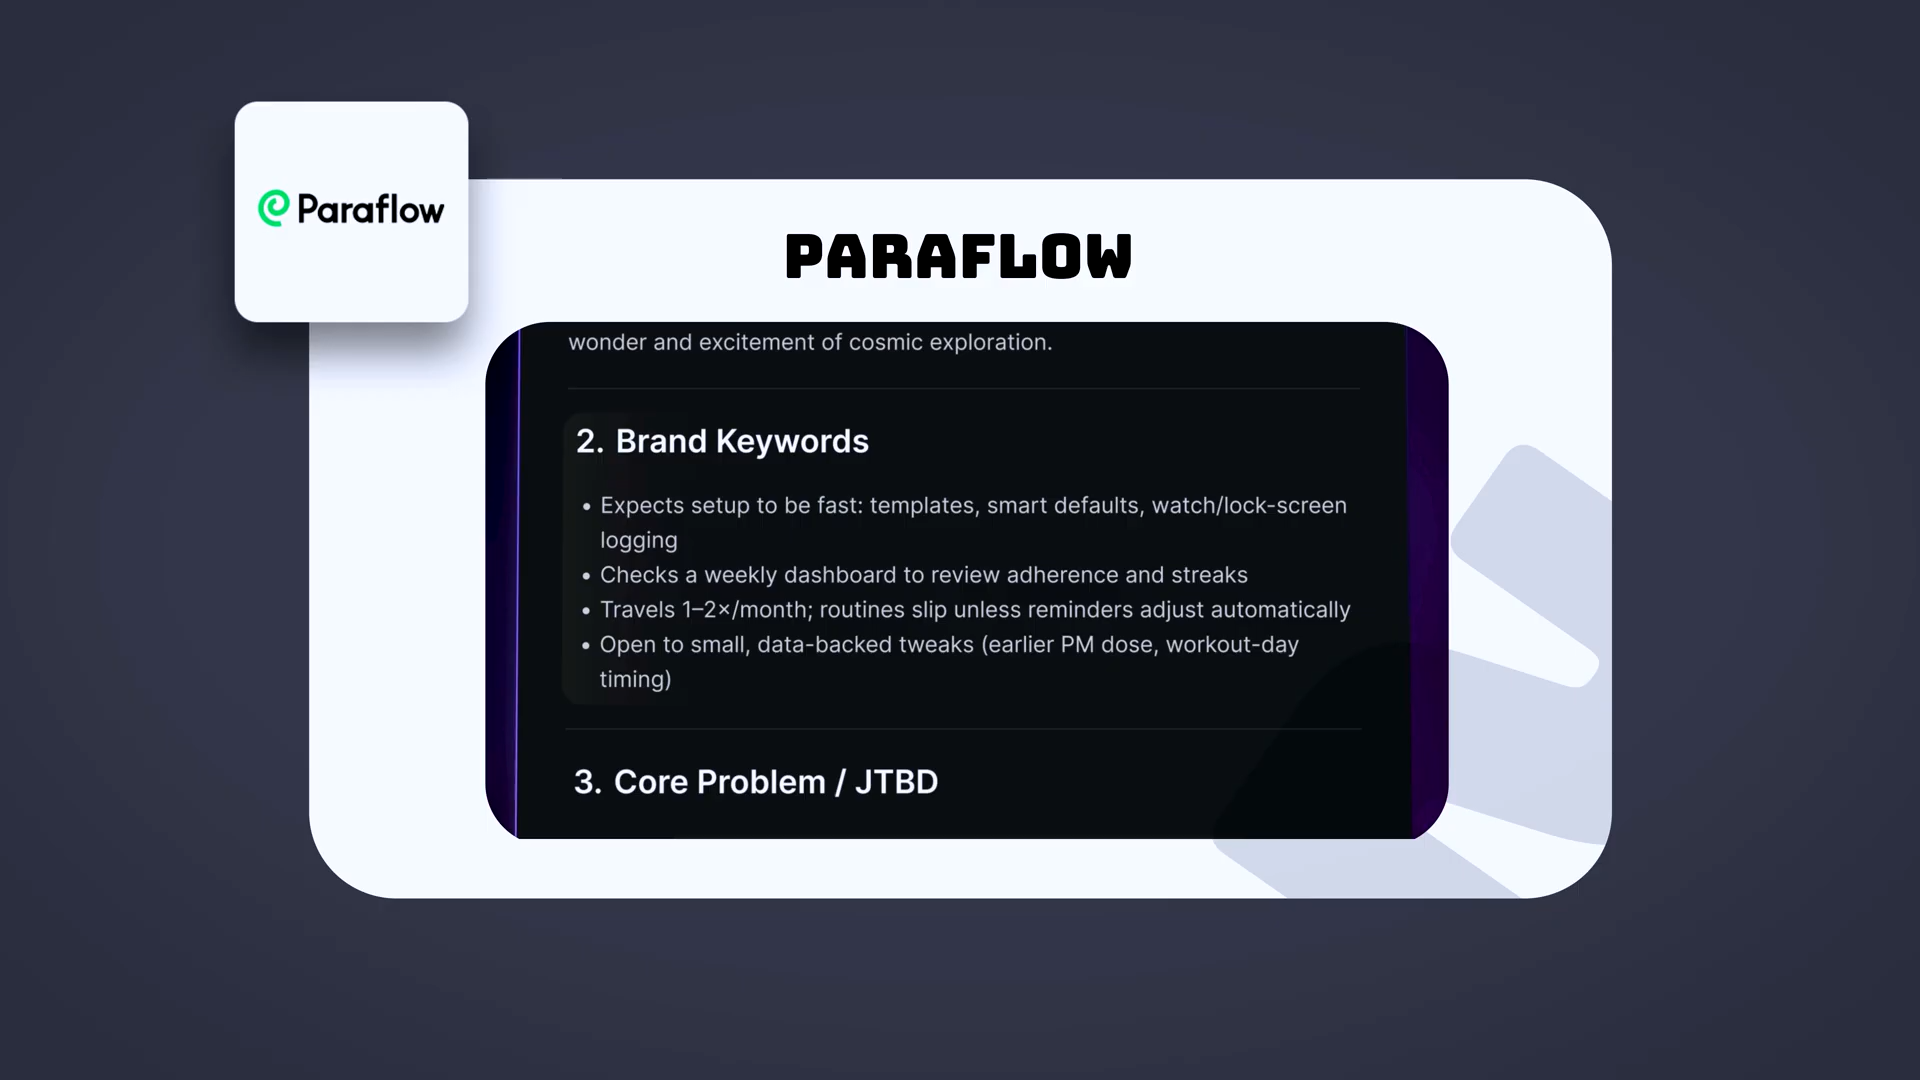 Paraflow
PARAFLOW
wonder and excitement of cosmic exploration.
2. Brand Keywords
• Expects setup to be fast: templates, smart defaults, watch/lock-screen
logging
• Checks a weekly dashboard to review adherence and streaks
• Travels 1–2×/month; routines slip unless reminders adjust automatically
• Open to small, data-backed tweaks (earlier PM dose, workout-day
timing)
3. Core Problem / JTBD